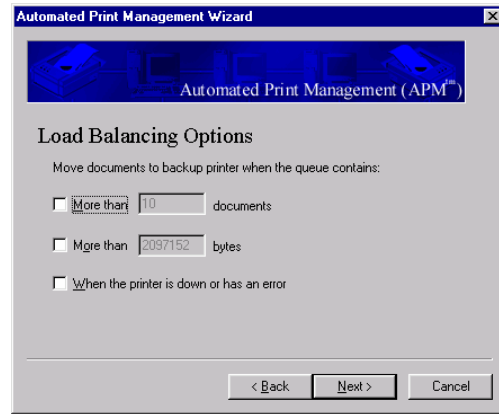 Automated Print Management Wizard
Automated Print Management (APM™)
Load Balancing Options
Move documents to backup printer when the queue contains:
More than 10 documents
More than 2097152 bytes
When the printer is down or has an error
< Back Next > Cancel